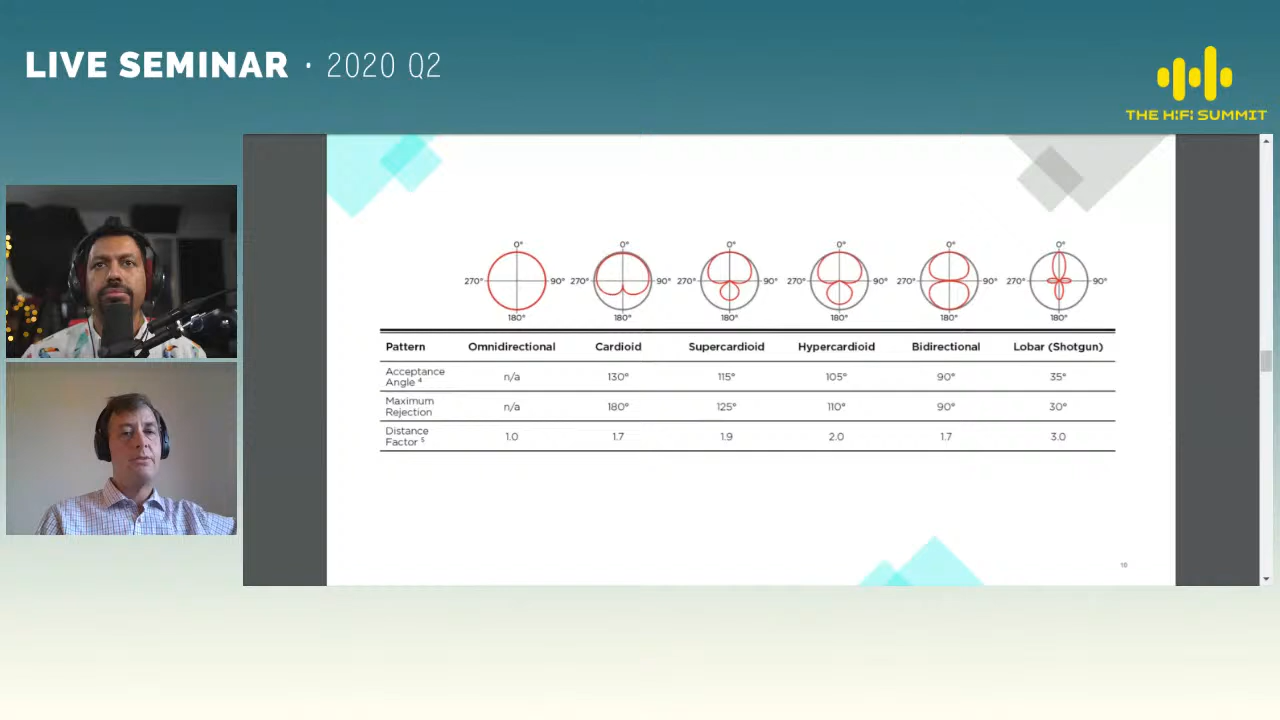 LIVE SEMINAR · 2020 Q2
THE HIFI SUMMIT
0° 0° 0° 0° 0° 0°
270° 90° 270° 90° 270° 90° 270° 90° 270° 90° 270° 90°
180° 180° 180° 180° 180° 180°
Pattern Omnidirectional Cardioid Supercardioid Hypercardioid Bidirectional Lobar (Shotgun)
Acceptance
Angle 4 n/a 130° 115° 105° 90° 35°
Maximum
Rejection n/a 180° 125° 110° 90° 30°
Distance
Factor 5 1.0 1.7 1.9 2.0 1.7 3.0
10